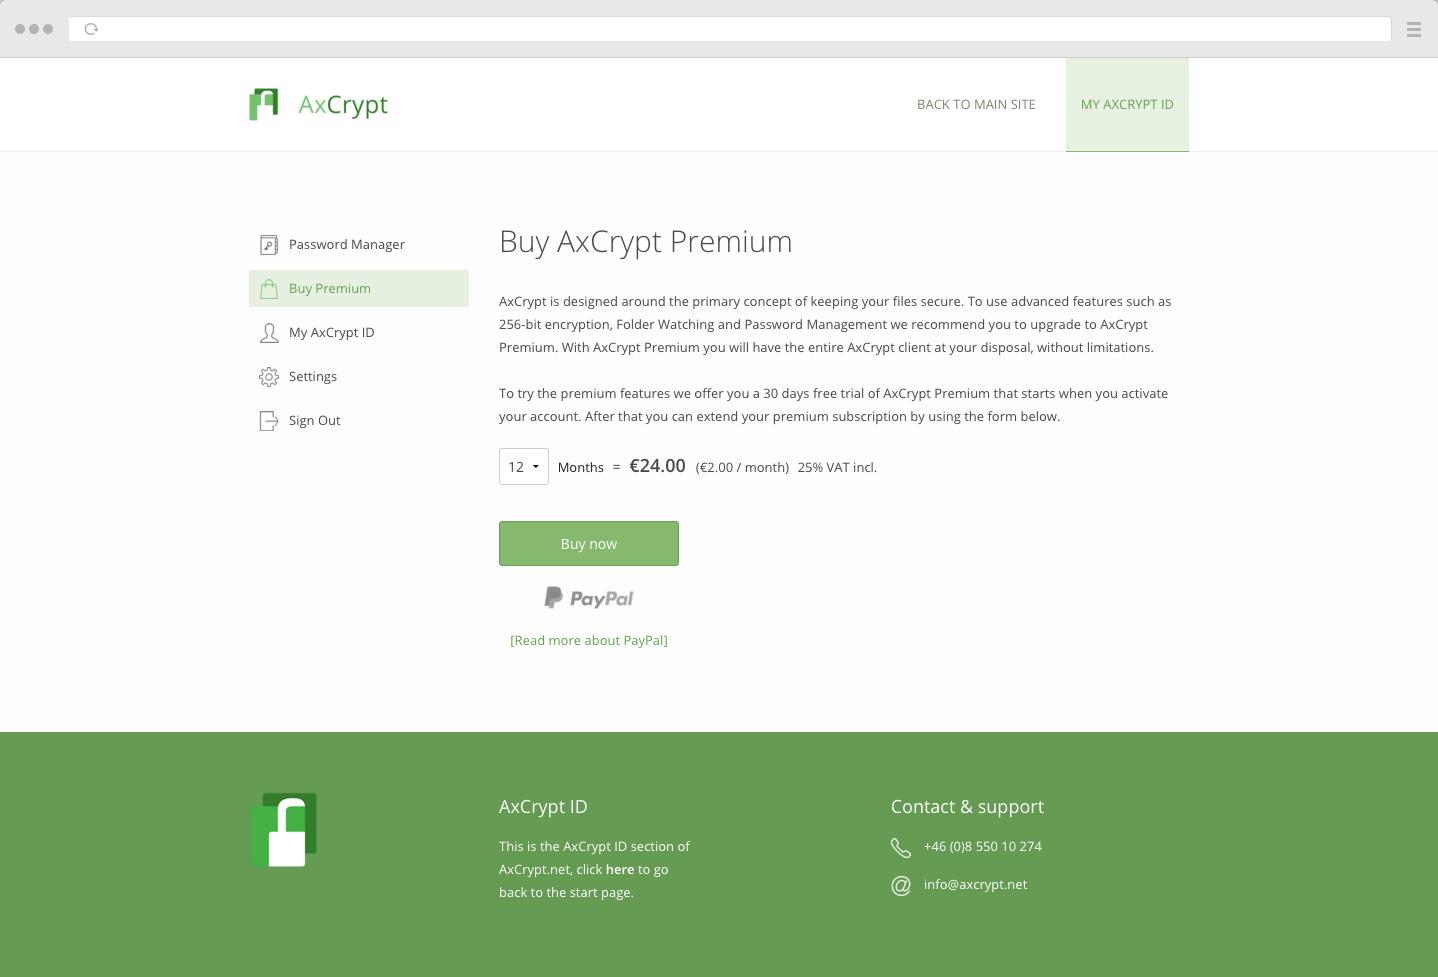 AxCrypt
BACK TO MAIN SITE
MY AXCRYPT ID
Password Manager
Buy Premium
My AxCrypt ID
Settings
Sign Out
Buy AxCrypt Premium
AxCrypt is designed around the primary concept of keeping your files secure. To use advanced features such as
256-bit encryption, Folder Watching and Password Management we recommend you to upgrade to AxCrypt
Premium. With AxCrypt Premium you will have the entire AxCrypt client at your disposal, without limitations.
To try the premium features we offer you a 30 days free trial of AxCrypt Premium that starts when you activate
your account. After that you can extend your premium subscription by using the form below.
12 Months = €24.00 (€2.00 / month) 25% VAT incl.
Buy now
PayPal
[Read more about PayPal]
AxCrypt ID
This is the AxCrypt ID section of
AxCrypt.net, click here to go
back to the start page.
Contact & support
+46 (0)8 550 10 274
info@axcrypt.net